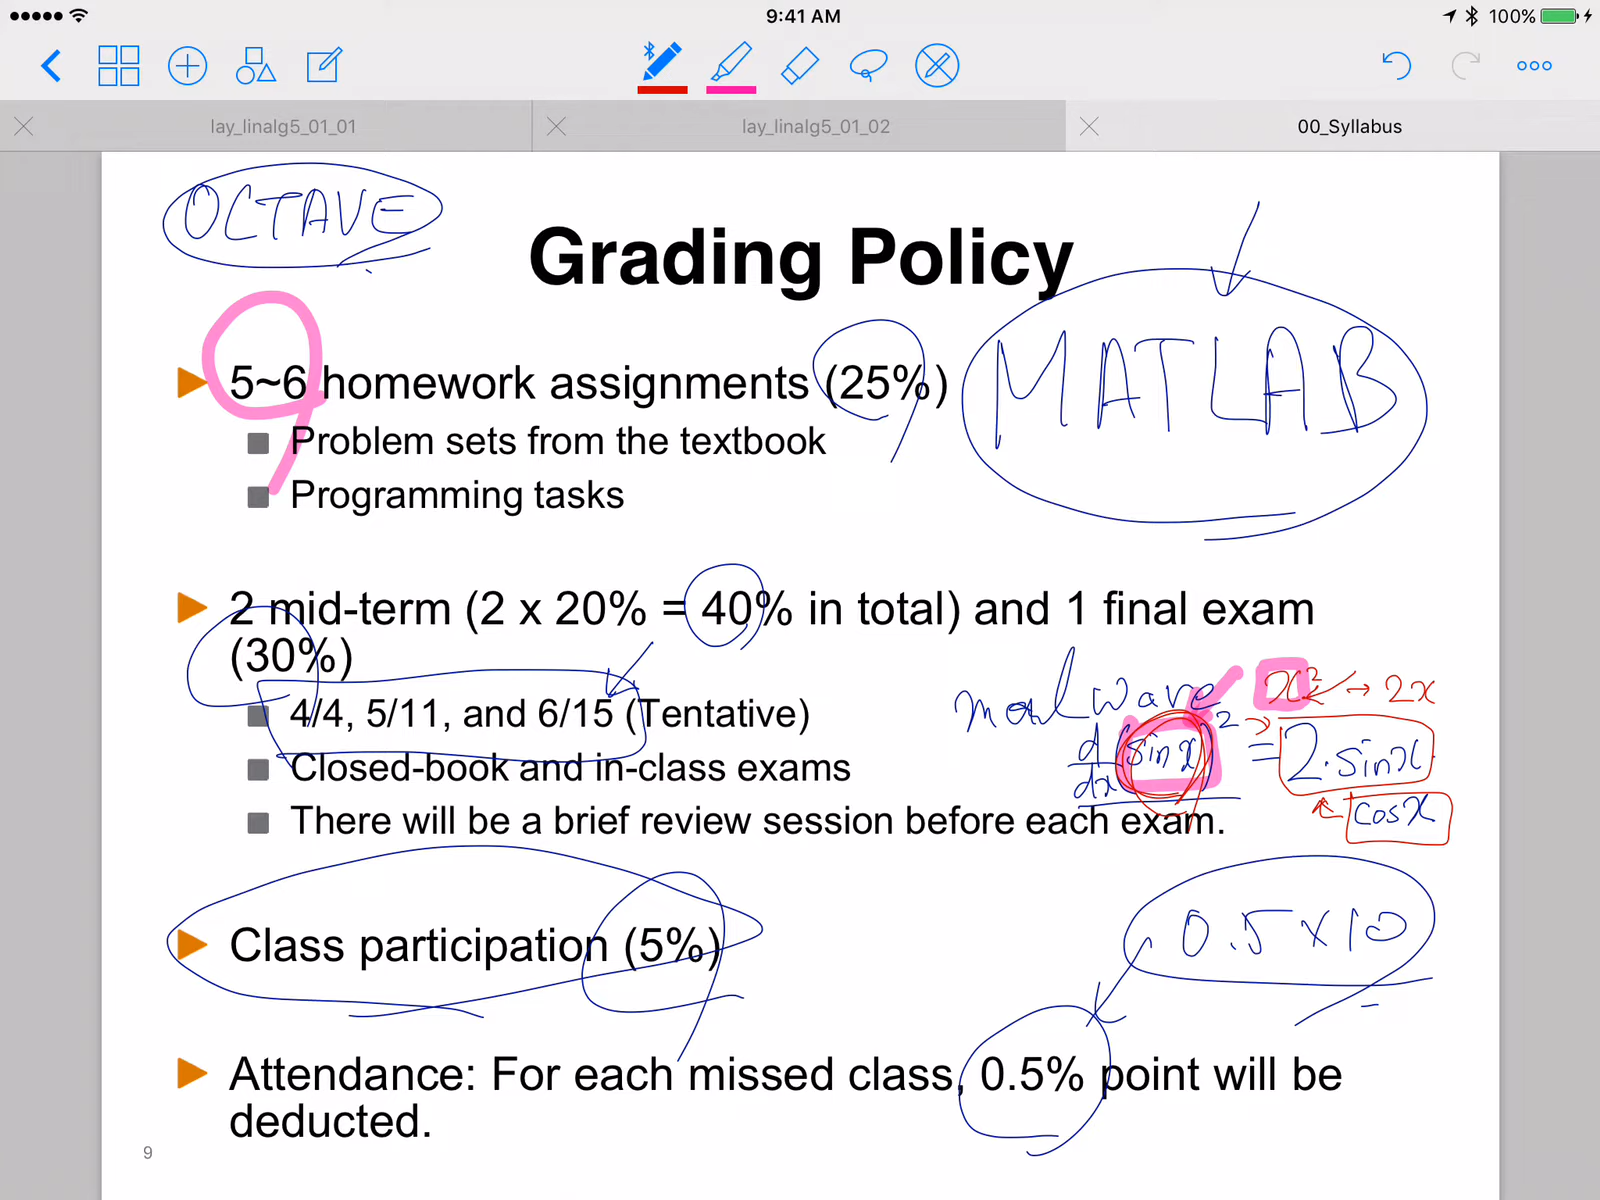 9:41 AM
100%
lay_linalg5_01_01
lay_linalg5_01_02
00_Syllabus
OCTAVE
Grading Policy
MATLAB
5~6 homework assignments (25%)
Problem sets from the textbook
Programming tasks
2 mid-term (2 x 20% = 40% in total) and 1 final exam
(30%)
4/4, 5/11, and 6/15 (Tentative)
wave
x² → 2x
d/dx (sin x)² = 2·sin x
cos x
Closed-book and in-class exams
There will be a brief review session before each exam.
Class participation (5%)
0.5 × 10
Attendance: For each missed class, 0.5% point will be
deducted.
9